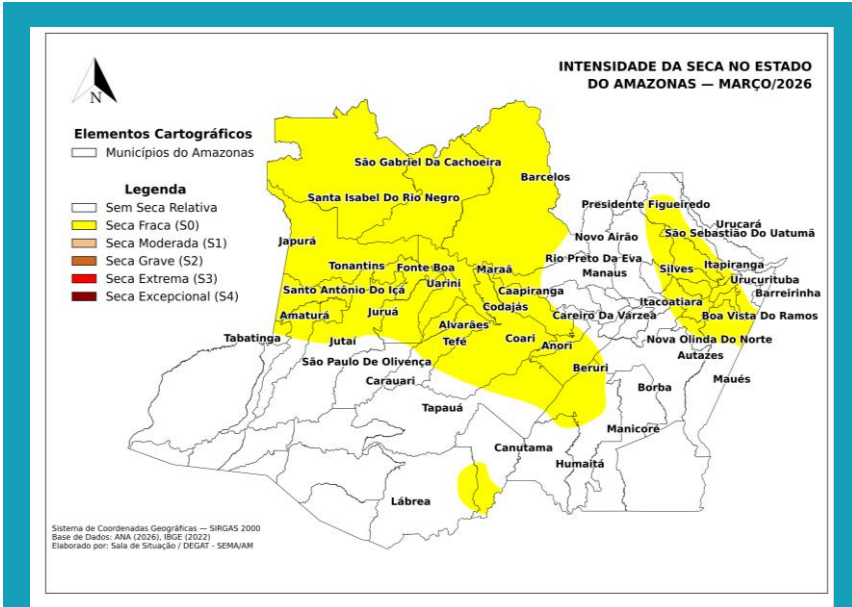 INTENSIDADE DA SECA NO ESTADO
DO AMAZONAS — MARÇO/2026
N
Elementos Cartográficos
Municípios do Amazonas
Legenda
Sem Seca Relativa
Seca Fraca (S0)
Seca Moderada (S1)
Seca Grave (S2)
Seca Extrema (S3)
Seca Excepcional (S4)
São Gabriel Da Cachoeira
Barcelos
Santa Isabel Do Rio Negro
Presidente Figueiredo
Urucará
São Sebastião Do Uatumã
Japurá
Novo Airão
Rio Preto Da Eva
Tonantins
Fonte Boa
Maraã
Manaus
Silves
Itapiranga
Urucurituba
Santo Antônio Do Içá
Uarini
Caapiranga
Barreirinha
Codajás
Itacoatiara
Amaturá
Juruá
Careiro Da Várzea
Boa Vista Do Ramos
Alvarães
Tabatinga
Jutaí
Tefé
Coari
Anori
Nova Olinda Do Norte
Autazes
São Paulo De Olivença
Beruri
Carauari
Maués
Borba
Tapauá
Manicoré
Canutama
Humaitá
Lábrea
Sistema de Coordenadas Geográficas — SIRGAS 2000
Base de Dados: ANA (2026), IBGE (2022)
Elaborado por: Sala de Situação / DEGAT - SEMA/AM